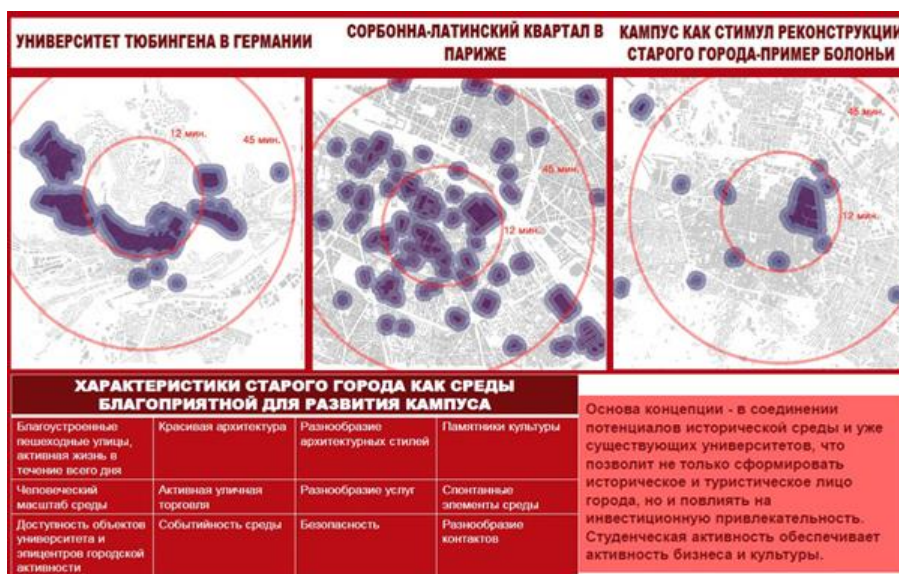 УНИВЕРСИТЕТ ТЮБИНГЕНА В ГЕРМАНИИ
СОРБОННА-ЛАТИНСКИЙ КВАРТАЛ В
ПАРИЖЕ
КАМПУС КАК СТИМУЛ РЕКОНСТРУКЦИИ
СТАРОГО ГОРОДА-ПРИМЕР БОЛОНЬИ
12 мин.
45 мин.
45 мин.
12 мин.
45 мин.
12 мин.
ХАРАКТЕРИСТИКИ СТАРОГО ГОРОДА КАК СРЕДЫ
БЛАГОПРИЯТНОЙ ДЛЯ РАЗВИТИЯ КАМПУСА
Благоустроенные
пешеходные улицы,
активная жизнь в
течение всего дня
Красивая архитектура
Разнообразие
архитектурных стилей
Памятники культуры
Человеческий
масштаб среды
Активная уличная
торговля
Разнообразие услуг
Спонтанные
элементы среды
Доступность объектов
университета и
эпицентров городской
активности
Событийность среды
Безопасность
Разнообразие
контактов
Основа концепции - в соединении
потенциалов исторической среды и уже
существующих университетов, что
позволит не только сформировать
историческое и туристическое лицо
города, но и повлиять на
инвестиционную привлекательность.
Студенческая активность обеспечивает
активность бизнеса и культуры.